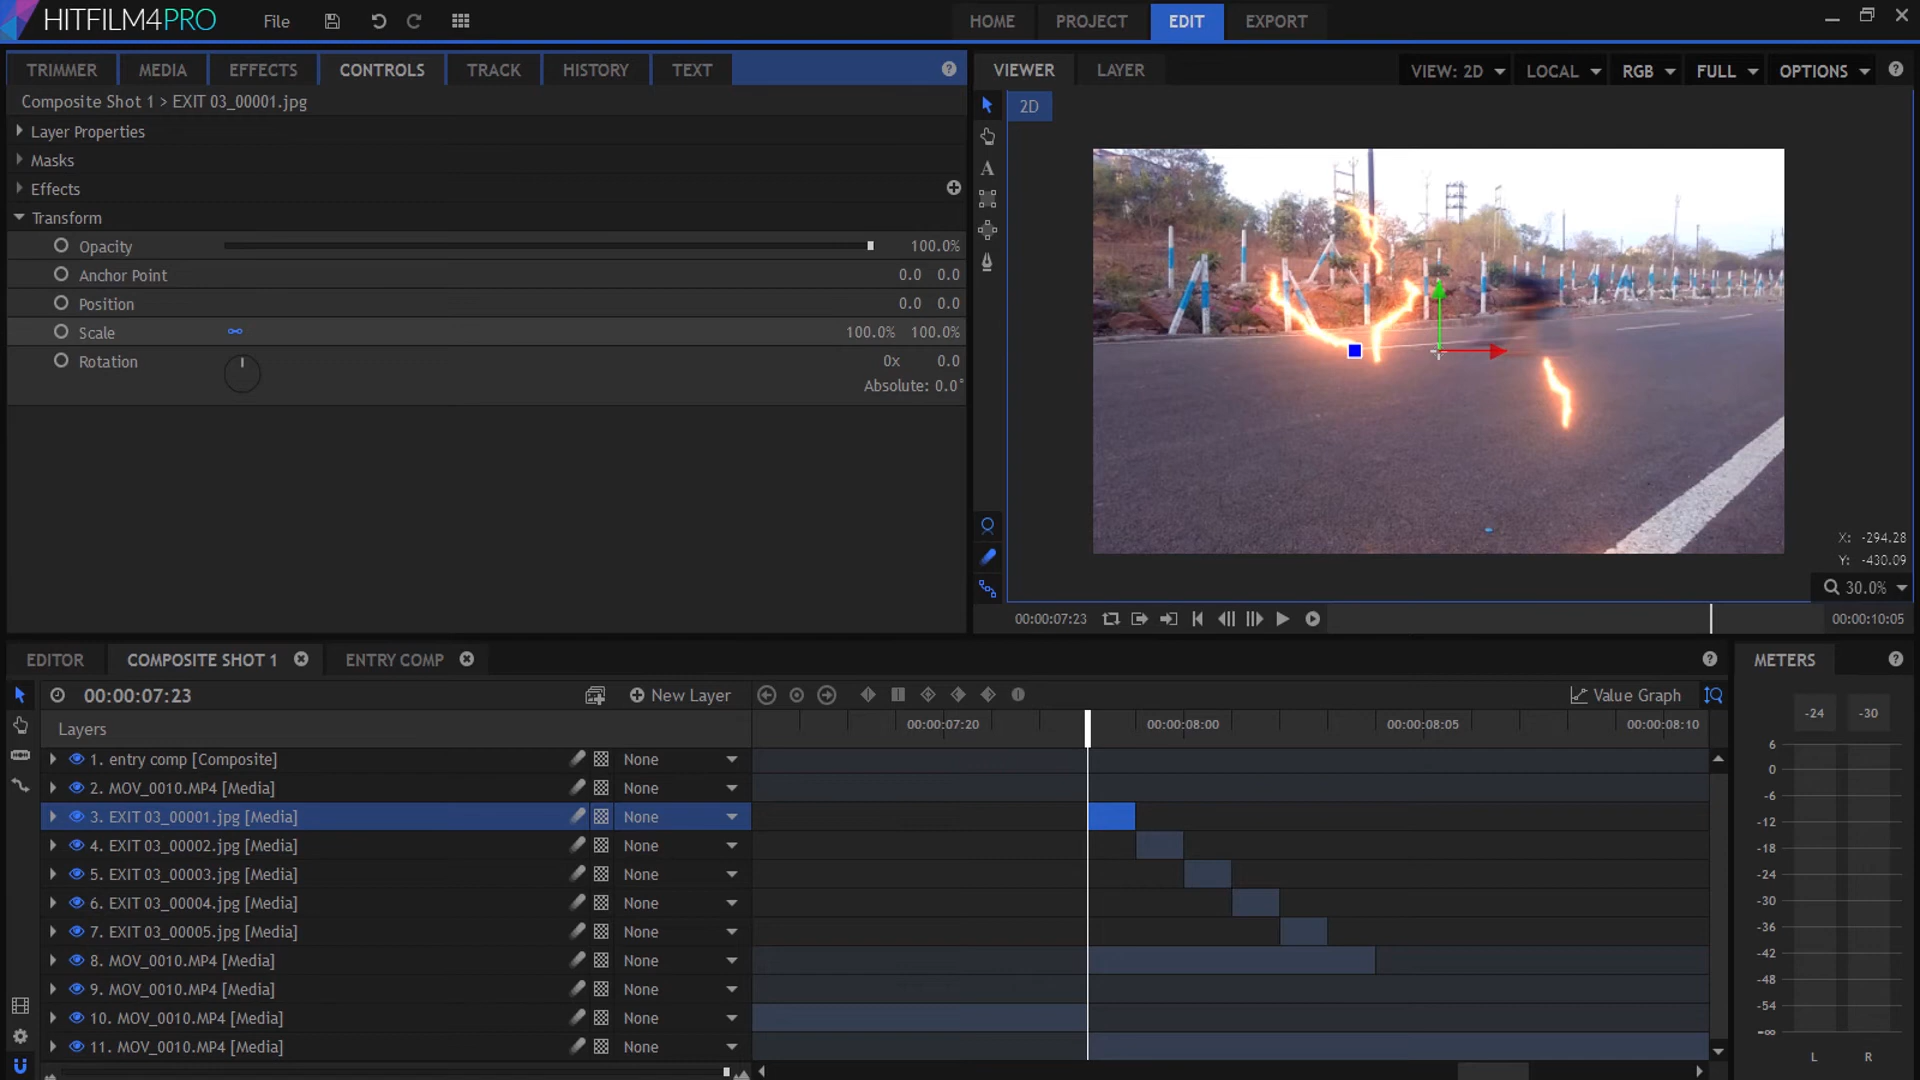 HITFILM4PRO File HOME PROJECT EDIT EXPORT
TRIMMER MEDIA EFFECTS CONTROLS TRACK HISTORY TEXT
Composite Shot 1 > EXIT 03_00001.jpg
Layer Properties
Masks
Effects
Transform
Opacity 100.0%
Anchor Point 0.0 0.0
Position 0.0 0.0
Scale 100.0% 100.0%
Rotation 0x 0.0
Absolute: 0.0°
VIEWER LAYER VIEW: 2D LOCAL RGB FULL OPTIONS
2D
X: -294.28
Y: -430.09
30.0%
00:00:07:23 00:00:10:05
EDITOR COMPOSITE SHOT 1 ENTRY COMP
00:00:07:23 New Layer Value Graph
Layers 00:00:07:20 00:00:08:00 00:00:08:05 00:00:08:10
1. entry comp [Composite] None
2. MOV_0010.MP4 [Media] None
3. EXIT 03_00001.jpg [Media] None
4. EXIT 03_00002.jpg [Media] None
5. EXIT 03_00003.jpg [Media] None
6. EXIT 03_00004.jpg [Media] None
7. EXIT 03_00005.jpg [Media] None
8. MOV_0010.MP4 [Media] None
9. MOV_0010.MP4 [Media] None
10. MOV_0010.MP4 [Media] None
11. MOV_0010.MP4 [Media] None
METERS
-24 -30
6
0
-6
-12
-18
-24
-30
-36
-42
-48
-54
-∞
L R